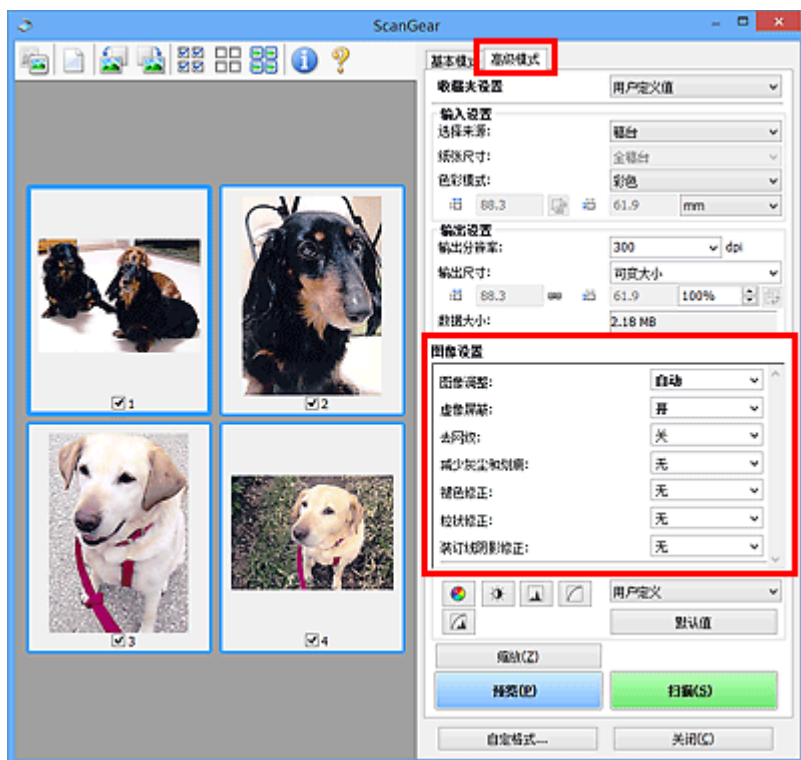 ScanGear
基本模式 高级模式
收藏夹设置 用户定义值
输入设置
选择来源: 稿台
纸张尺寸: 全稿台
色彩模式: 彩色
88.3 61.9 mm
输出设置
输出分辨率: 300 dpi
输出尺寸: 可变大小
88.3 61.9 100%
数据大小: 2.18 MB
图像设置
图像调整: 自动
虚像屏蔽: 开
去网纹: 关
减少灰尘和划痕: 无
褪色修正: 无
粒状修正: 无
装订线阴影修正: 无
用户定义
默认值
缩放(Z)
预览(P) 扫描(S)
自定格式... 关闭(C)
1
2
3
4